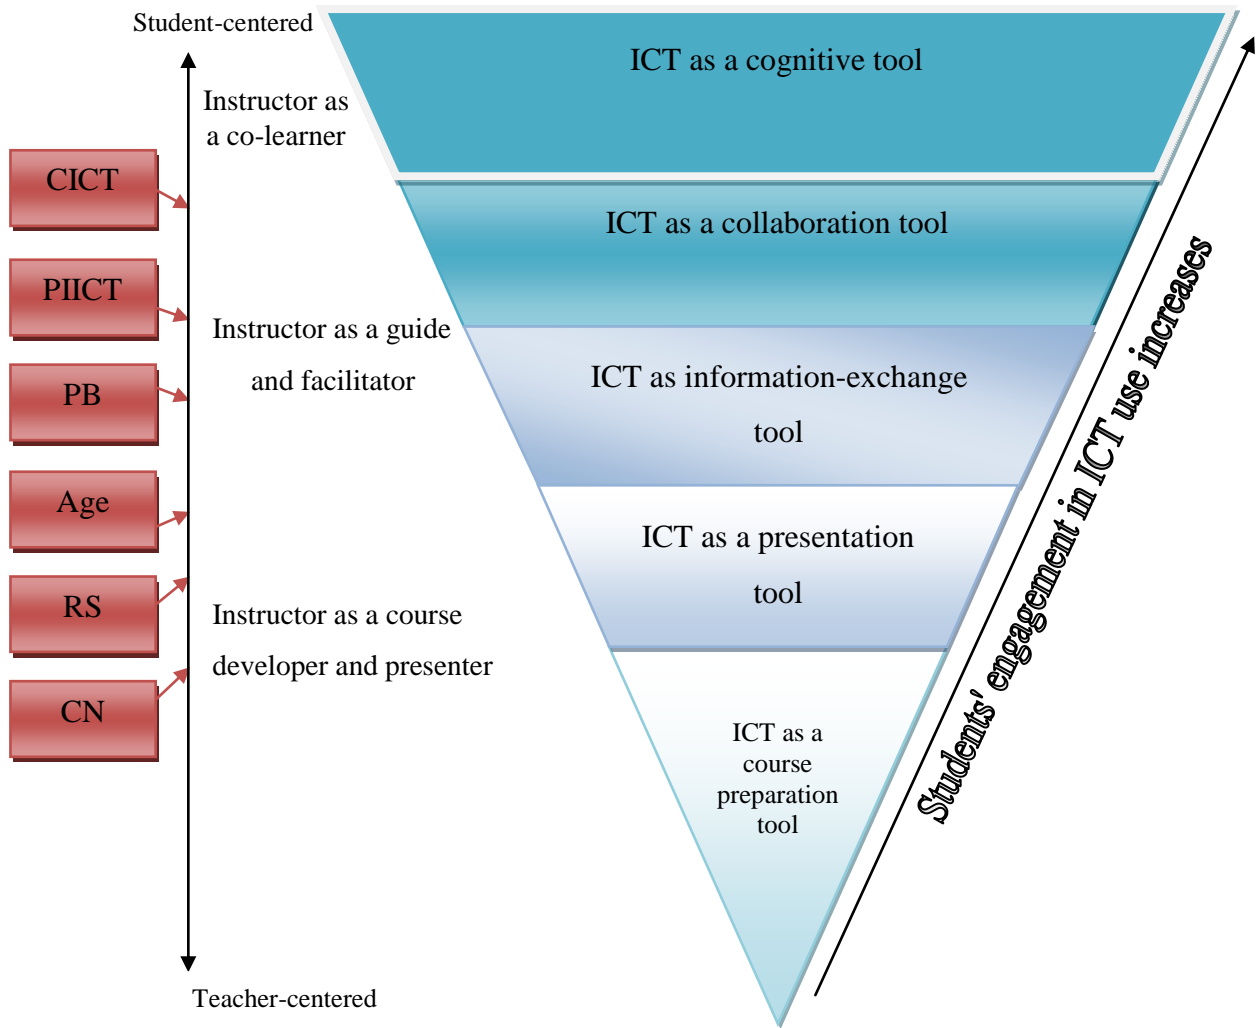 Student-centered
Instructor as
a co-learner
CICT
PIICT
Instructor as a guide
and facilitator
PB
Age
RS
Instructor as a course
developer and presenter
CN
Teacher-centered
ICT as a cognitive tool
ICT as a collaboration tool
ICT as information-exchange
tool
ICT as a presentation
tool
ICT as a
course
preparation
tool
Students' engagement in ICT use increases